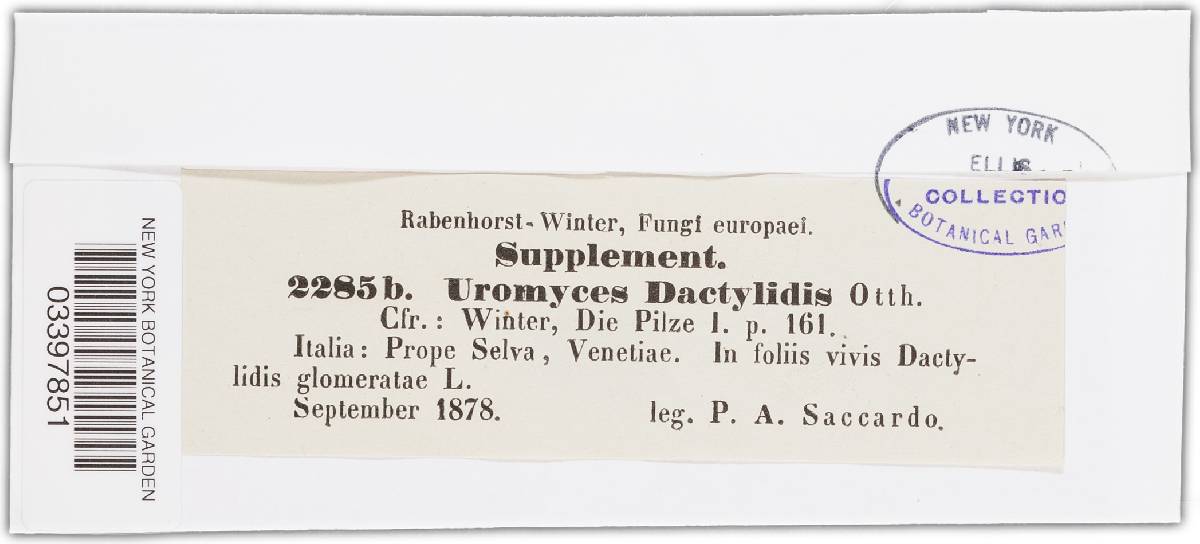 NEW YORK
ELLIS
COLLECTIO
BOTANICAL GAR
Rabenhorst-Winter, Fungi europaei.
Supplement.
2285b. Uromyces Dactylidis Otth.
Cfr.: Winter, Die Pilze I. p. 161.
Italia: Prope Selva, Venetiae. In foliis vivis Dacty-
lidis glomeratae L.
September 1878. leg. P. A. Saccardo.
NEW YORK BOTANICAL GARDEN
03397851